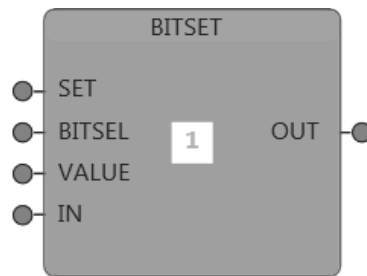 BITSET
SET
BITSEL
1
OUT
VALUE
IN